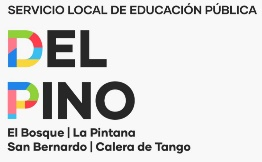 SERVICIO LOCAL DE EDUCACIÓN PÚBLICA
DEL
PINO
El Bosque | La Pintana
San Bernardo | Calera de Tango